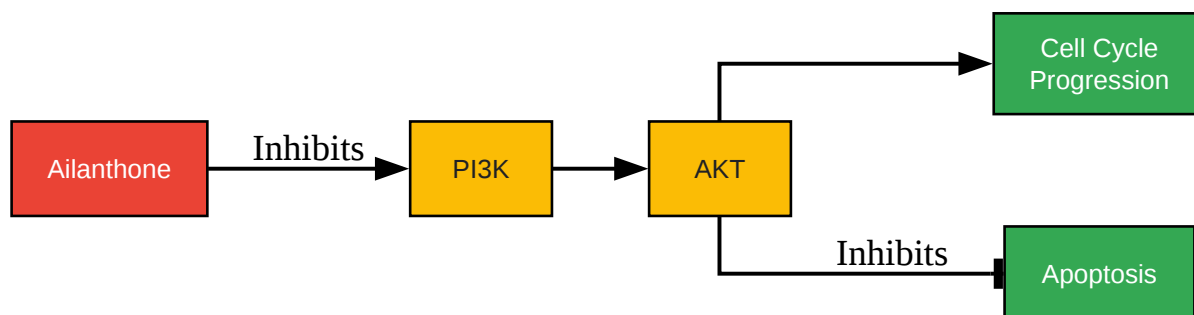 Ailanthone
Inhibits
PI3K
AKT
Cell Cycle
Progression
Inhibits
Apoptosis